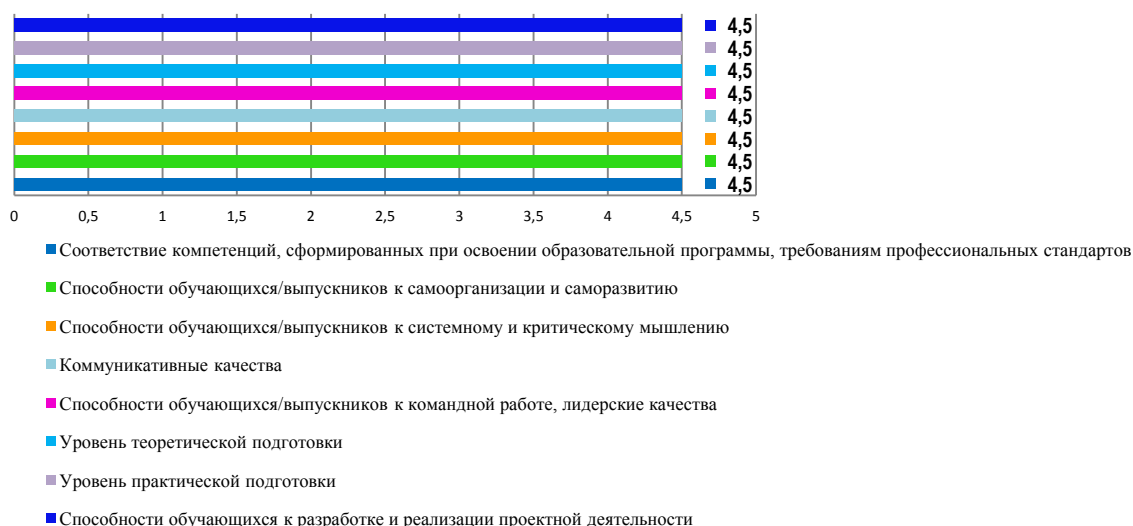 4,5
4,5
4,5
4,5
4,5
4,5
4,5
4,5
0 0,5 1 1,5 2 2,5 3 3,5 4 4,5 5
Соответствие компетенций, сформированных при освоении образовательной программы, требованиям профессиональных стандартов
Способности обучающихся/выпускников к самоорганизации и саморазвитию
Способности обучающихся/выпускников к системному и критическому мышлению
Коммуникативные качества
Способности обучающихся/выпускников к командной работе, лидерские качества
Уровень теоретической подготовки
Уровень практической подготовки
Способности обучающихся к разработке и реализации проектной деятельности